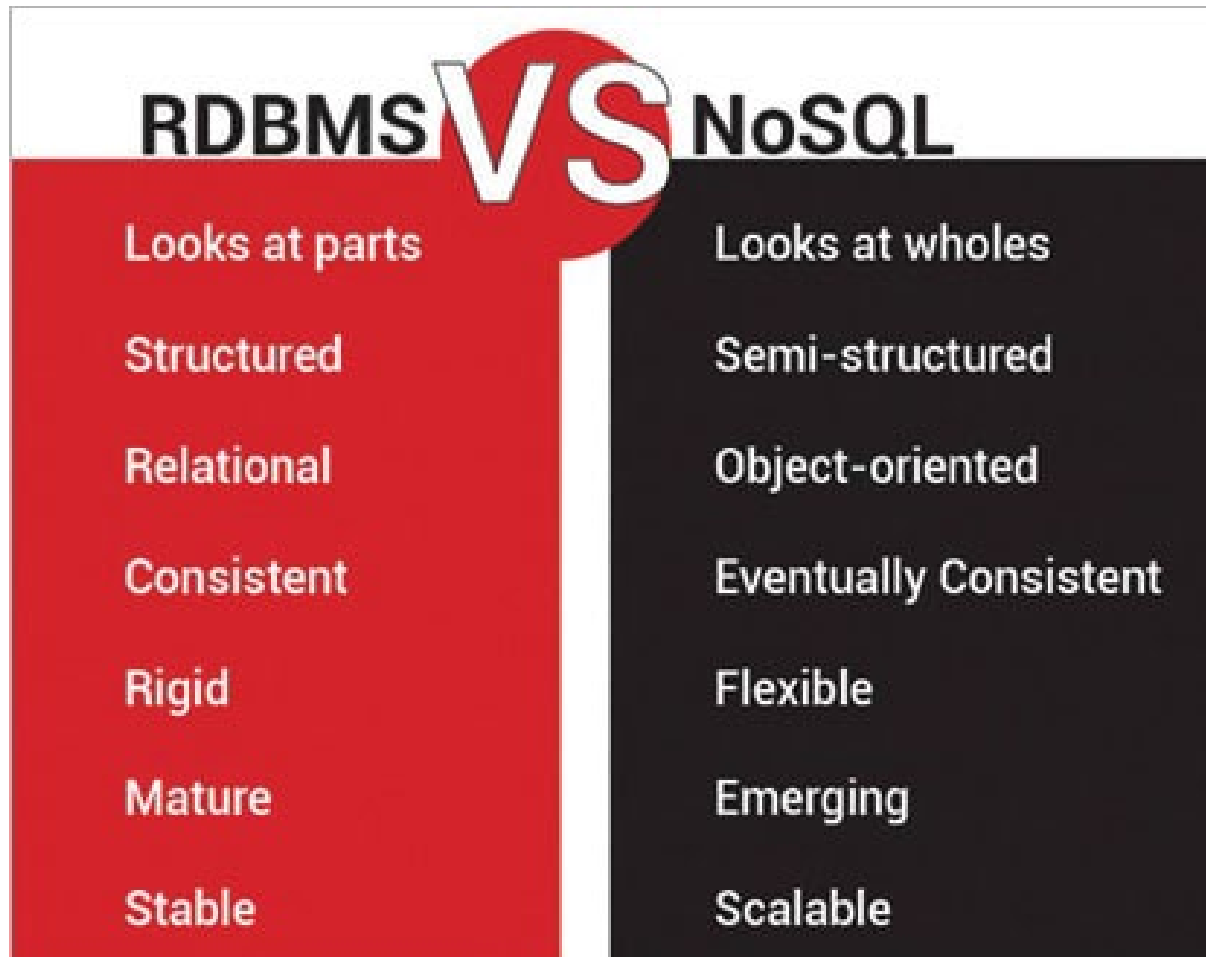 RDBMS VS NoSQL
Looks at parts
Looks at wholes
Structured
Semi-structured
Relational
Object-oriented
Consistent
Eventually Consistent
Rigid
Flexible
Mature
Emerging
Stable
Scalable